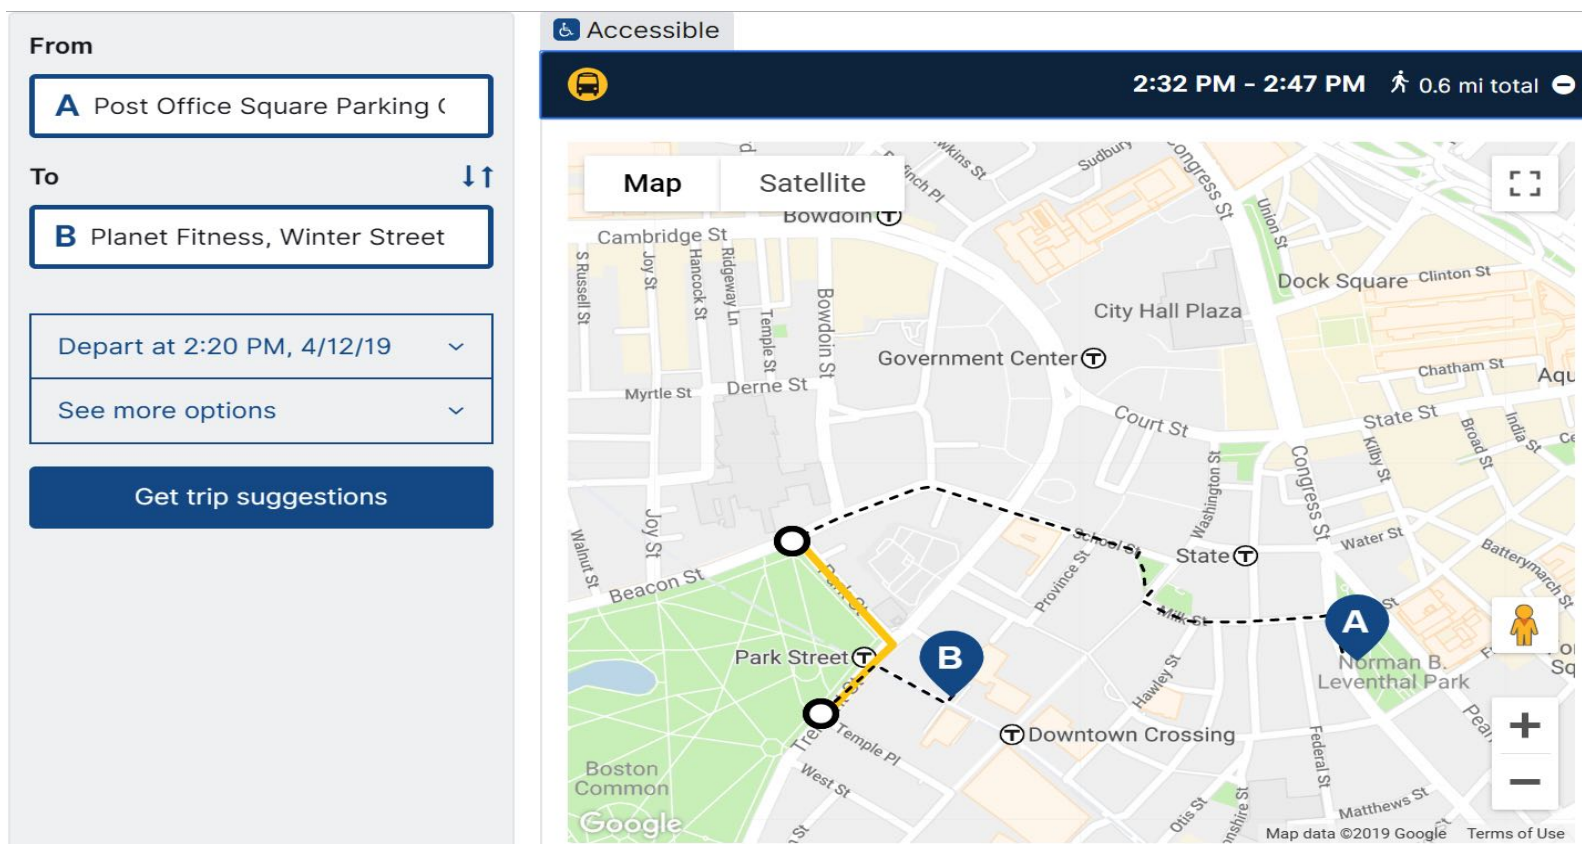 From
A Post Office Square Parking
To
B Planet Fitness, Winter Street
Depart at 2:20 PM, 4/12/19
See more options
Get trip suggestions
Accessible
2:32 PM - 2:47 PM 0.6 mi total
Map Satellite
Bowdoin T
Cambridge St
Sudbury
Congress St
Union St
S Russell St
Joy St
Hancock St
Ridgeway Ln
Temple St
Bowdoin St
Dock Square Clinton St
City Hall Plaza
Government Center T
Chatham St
Myrtle St
Derne St
Court St
State St
Kilby St
Broad St
India St
Washington St
Congress St
Joy St
Walnut St
School St
Province St
State T
Water St
Batterymarch St
Beacon St
Park St
Milk St
A
Park Street T
B
Hawley St
Norman B.
Leventhal Park
Temple Pl
T Downtown Crossing
Federal St
West St
Boston
Common
Otis St
Matthews St
Google
Map data ©2019 Google Terms of Use